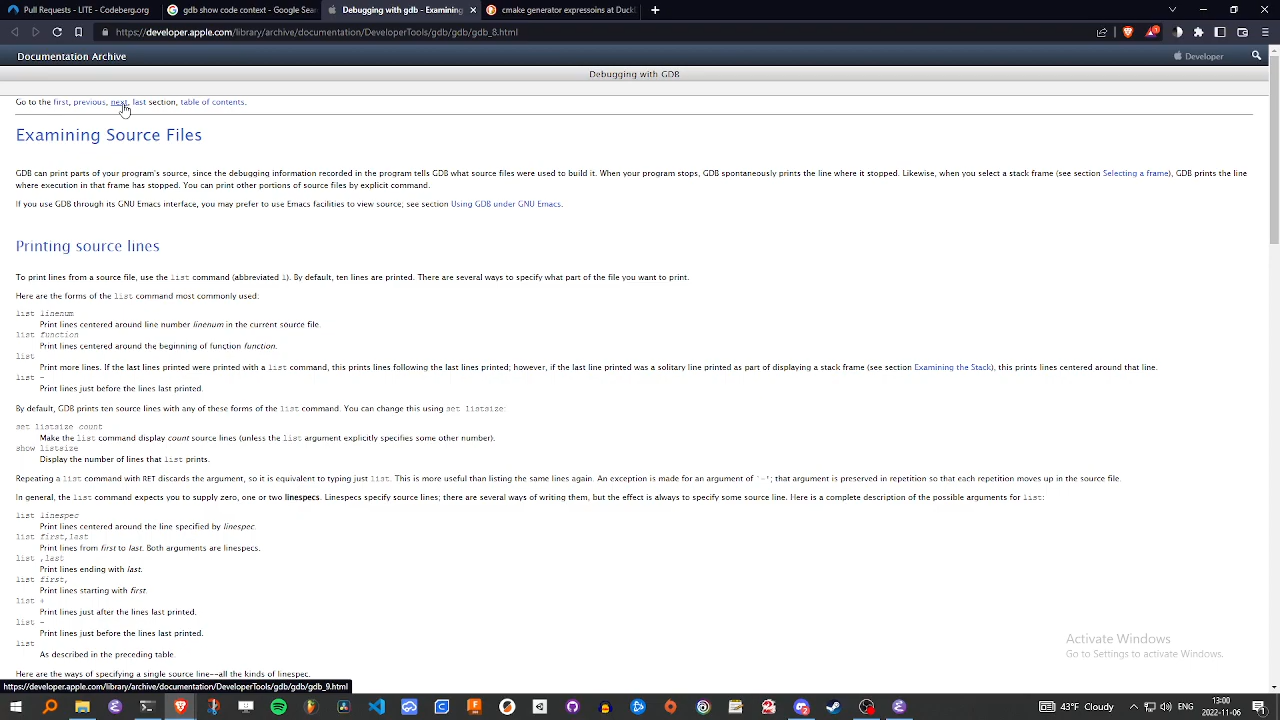 Pull Requests - LITE - Codeberg.org
gdb show code context - Google Sea
Debugging with gdb - Examining
cmake generator expressoins at Duck
https://developer.apple.com/library/archive/documentation/DeveloperTools/gdb/gdb/gdb_8.html
Documentation Archive
Developer
Debugging with GDB
Go to the first, previous, next, last section, table of contents.
Examining Source Files
GDB can print parts of your program's source, since the debugging information recorded in the program tells GDB what source files were used to build it. When your program stops, GDB spontaneously prints the line where it stopped. Likewise, when you select a stack frame (see section Selecting a frame), GDB prints the line
where execution in that frame has stopped. You can print other portions of source files by explicit command.
If you use GDB through its GNU Emacs interface, you may prefer to use Emacs facilities to view source; see section Using GDB under GNU Emacs.
Printing source lines
To print lines from a source file, use the list command (abbreviated l). By default, ten lines are printed. There are several ways to specify what part of the file you want to print.
Here are the forms of the list command most commonly used:
list linenum
Print lines centered around line number linenum in the current source file.
list function
Print lines centered around the beginning of function function.
list
Print more lines. If the last lines printed were printed with a list command, this prints lines following the last lines printed; however, if the last line printed was a solitary line printed as part of displaying a stack frame (see section Examining the Stack), this prints lines centered around that line.
list -
Print lines just before the lines last printed.
By default, GDB prints ten source lines with any of these forms of the list command. You can change this using set listsize:
set listsize count
Make the list command display count source lines (unless the list argument explicitly specifies some other number).
show listsize
Display the number of lines that list prints.
Repeating a list command with RET discards the argument, so it is equivalent to typing just list. This is more useful than listing the same lines again. An exception is made for an argument of `-'; that argument is preserved in repetition so that each repetition moves up in the source file.
In general, the list command expects you to supply zero, one or two linespecs. Linespecs specify source lines; there are several ways of writing them, but the effect is always to specify some source line. Here is a complete description of the possible arguments for list:
list linespec
Print lines centered around the line specified by linespec.
list first,last
Print lines from first to last. Both arguments are linespecs.
list ,last
Print lines ending with last.
list first,
Print lines starting with first.
list +
Print lines just after the lines last printed.
list -
Print lines just before the lines last printed.
list
As described in the preceding table.
Here are the ways of specifying a single source line--all the kinds of linespec.
Activate Windows
Go to Settings to activate Windows.
https://developer.apple.com/library/archive/documentation/DeveloperTools/gdb/gdb/gdb_9.html
43°F Cloudy
ENG
13:00
2022-11-06